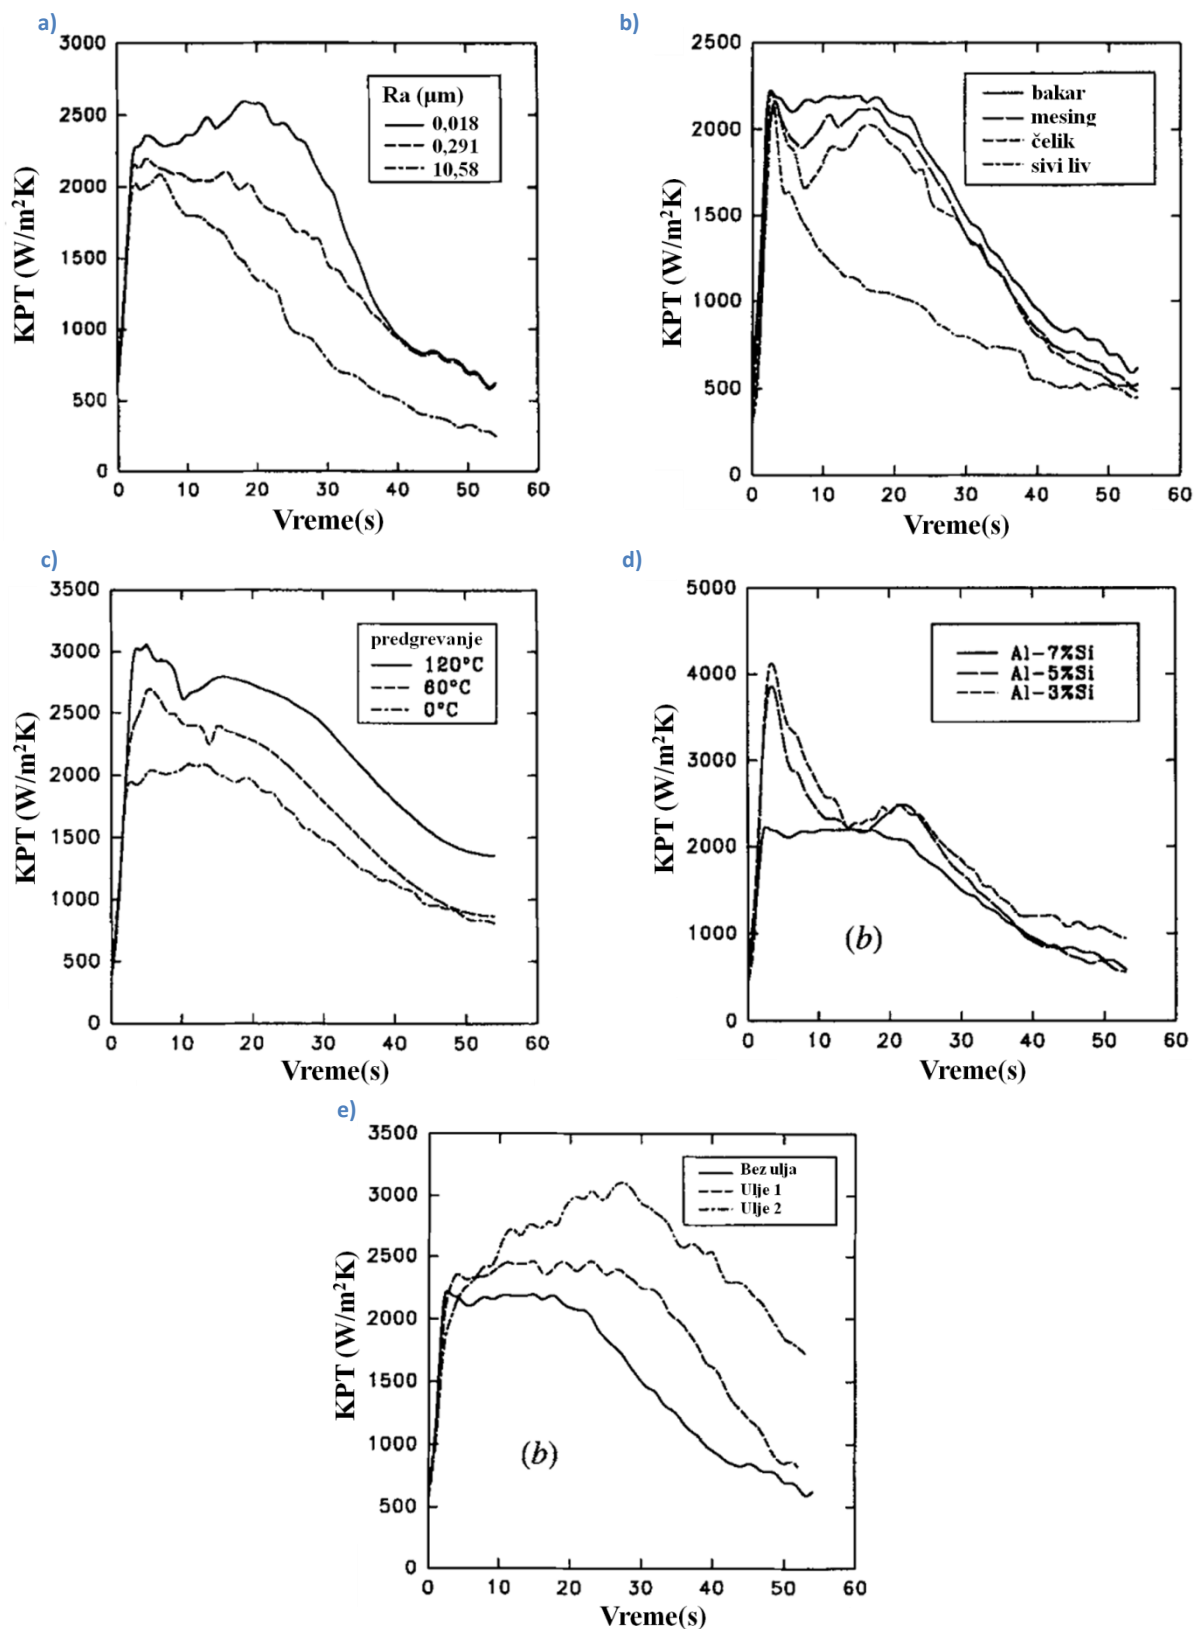 a)
3000
2500
2000
1500
1000
500
0
KPT (W/m²K)
Ra (μm)
0,018
0,291
10,58
0 10 20 30 40 50 60
Vreme(s)
b)
2500
2000
1500
1000
500
0
KPT (W/m²K)
bakar
mesing
čelik
sivi liv
0 10 20 30 40 50 60
Vreme(s)
c)
3500
3000
2500
2000
1500
1000
500
0
KPT (W/m²K)
predgrevanje
120°C
60°C
0°C
0 10 20 30 40 50 60
Vreme(s)
d)
5000
4000
3000
2000
1000
0
KPT (W/m²K)
Al-7%Si
Al-5%Si
Al-3%Si
(b)
0 10 20 30 40 50 60
Vreme(s)
e)
3500
3000
2500
2000
1500
1000
500
0
KPT (W/m²K)
Bez ulja
Ulje 1
Ulje 2
(b)
0 10 20 30 40 50 60
Vreme(s)